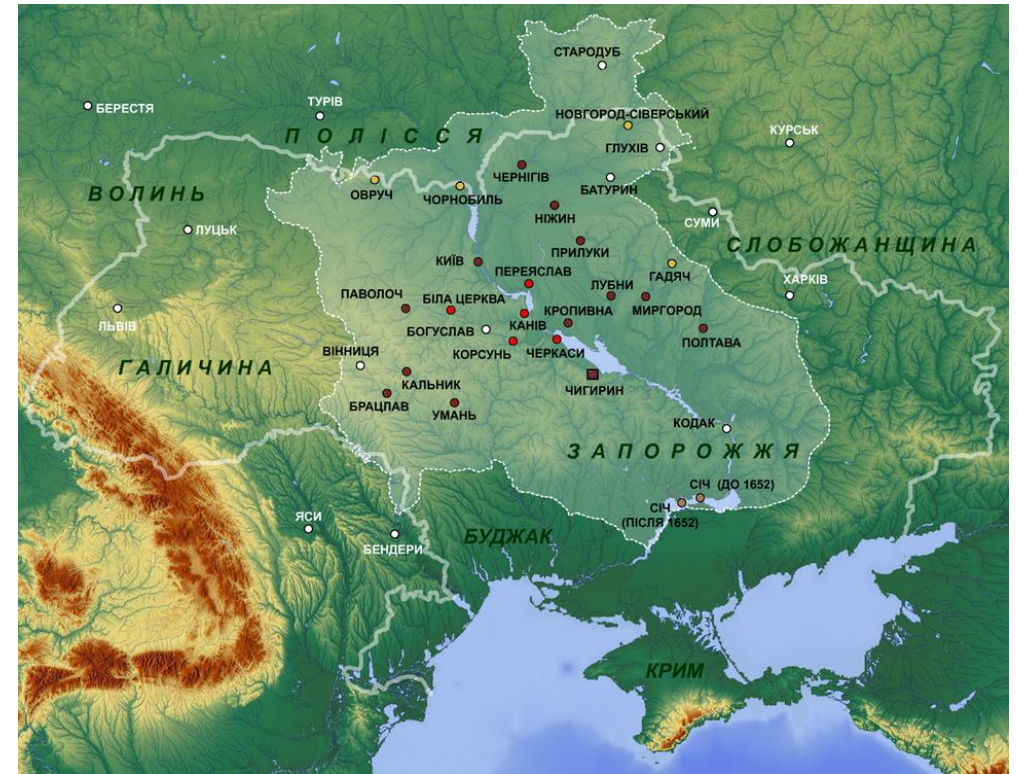 СТАРОДУБ
БЕРЕСТЯ
ТУРІВ
НОВГОРОД-СІВЕРСЬКИЙ
КУРСЬК
ПОЛІССЯ
ГЛУХІВ
ЧЕРНІГІВ
БАТУРИН
ВОЛИНЬ
ОВРУЧ
ЧОРНОБИЛЬ
НІЖИН
СУМИ
ЛУЦЬК
СЛОБОЖАНЩИНА
ПРИЛУКИ
КИЇВ
ПЕРЕЯСЛАВ
ГАДЯЧ
ХАРКІВ
ЛУБНИ
ПАВОЛОЧ
БІЛА ЦЕРКВА
МИРГОРОД
КРОПИВНА
ЛЬВІВ
КАНІВ
БОГУСЛАВ
ПОЛТАВА
ВІННИЦЯ
КОРСУНЬ
ЧЕРКАСИ
ГАЛИЧИНА
КАЛЬНИК
ЧИГИРИН
БРАЦЛАВ
УМАНЬ
КОДАК
ЗАПОРОЖЖЯ
СІЧ (ДО 1652)
СІЧ
(ПІСЛЯ 1652)
ЯСИ
БУДЖАК
БЕНДЕРИ
КРИМ